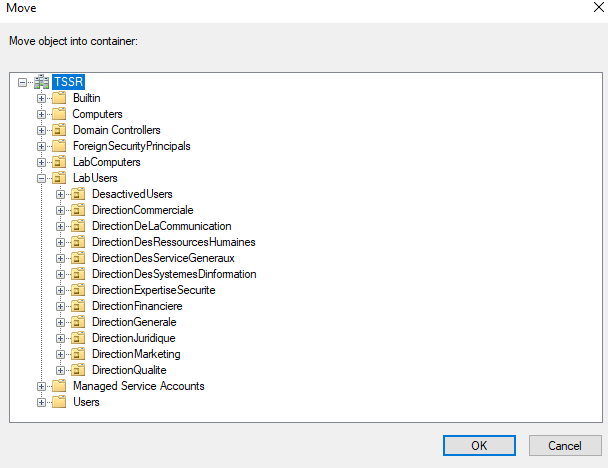 Move
Move object into container:
TSSR
Builtin
Computers
Domain Controllers
ForeignSecurityPrincipals
LabComputers
LabUsers
DesactivedUsers
DirectionCommerciale
DirectionDeLaCommunication
DirectionDesRessourcesHumaines
DirectionDesServiceGeneraux
DirectionDesSystemesDinformation
DirectionExpertiseSecurite
DirectionFinanciere
DirectionGenerale
DirectionJuridique
DirectionMarketing
DirectionQualite
Managed Service Accounts
Users
OK Cancel